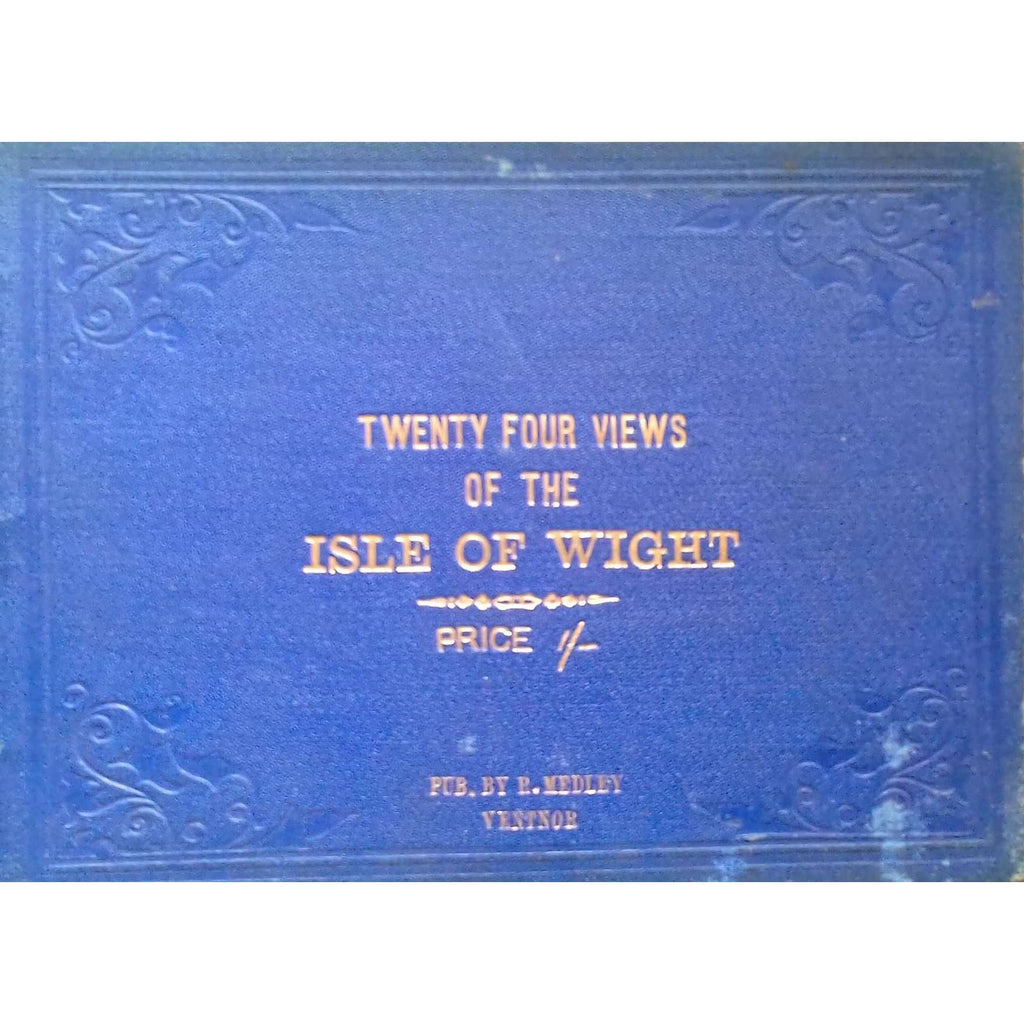 TWENTY FOUR VIEWS
OF THE
ISLE OF WIGHT
PRICE 1/–
PUB. BY R. MEDLEY
VENTNOR